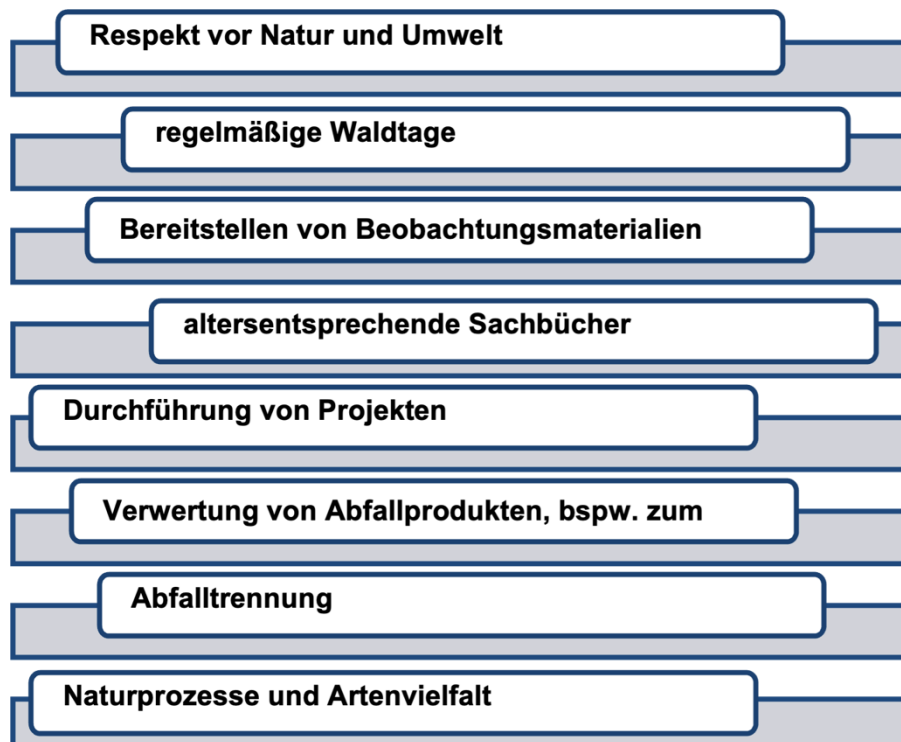 Respekt vor Natur und Umwelt
regelmäßige Waldtage
Bereitstellen von Beobachtungsmaterialien
altersentsprechende Sachbücher
Durchführung von Projekten
Verwertung von Abfallprodukten, bspw. zum
Abfalltrennung
Naturprozesse und Artenvielfalt